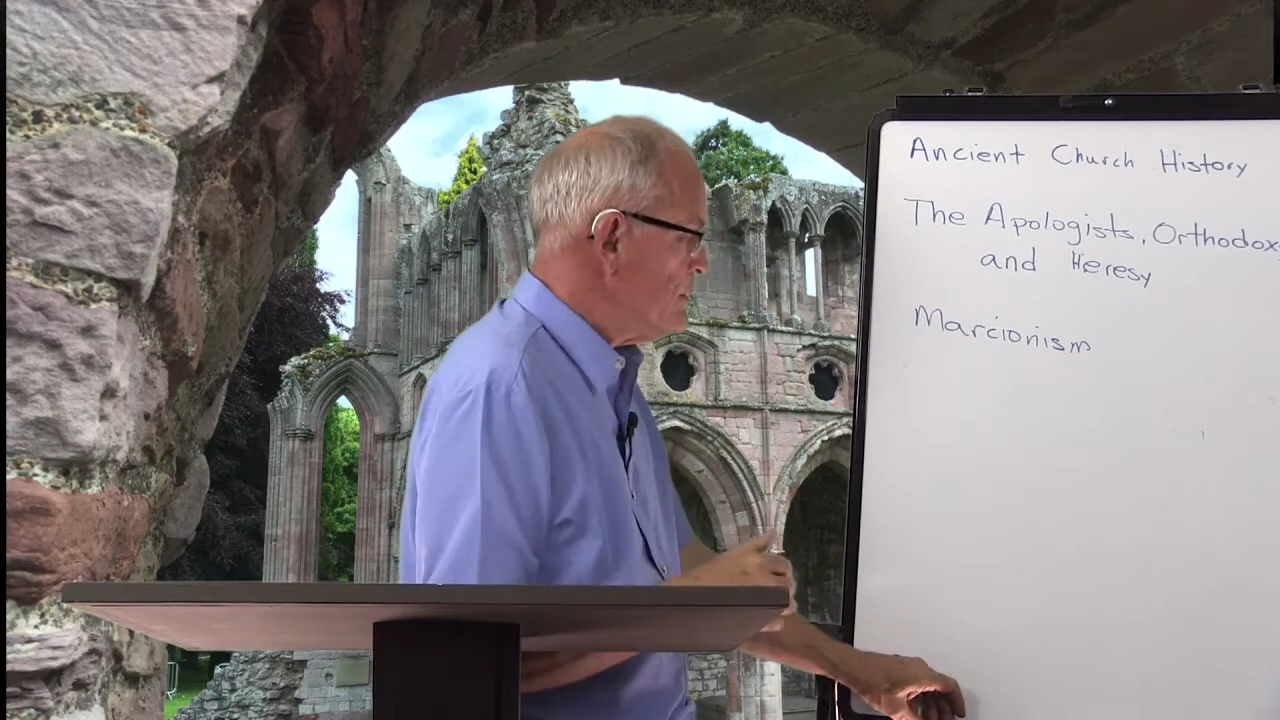 Ancient Church History
The Apologists, Orthodox
and Heresy
Marcionism